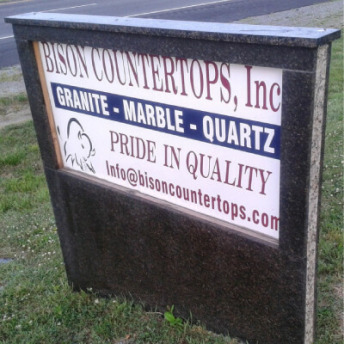 BISON COUNTERTOPS, Inc
GRANITE - MARBLE - QUARTZ
PRIDE IN QUALITY
Info@bisoncountertops.com